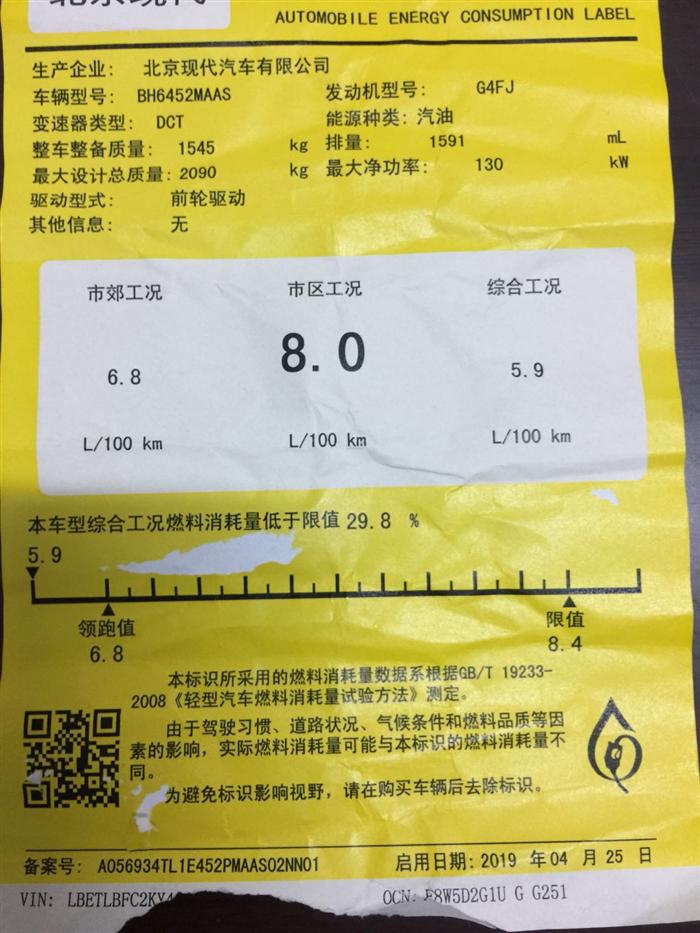 北京现代
AUTOMOBILE ENERGY CONSUMPTION LABEL
生产企业: 北京现代汽车有限公司
车辆型号: BH6452MAAS 发动机型号: G4FJ
变速器类型: DCT 能源种类: 汽油
整车整备质量: 1545 kg 排量: 1591 mL
最大设计总质量: 2090 kg 最大净功率: 130 kW
驱动型式: 前轮驱动
其他信息: 无
市郊工况 市区工况 综合工况
6.8 8.0 5.9
L/100 km L/100 km L/100 km
本车型综合工况燃料消耗量低于限值 29.8 %
5.9
领跑值 限值
6.8 8.4
本标识所采用的燃料消耗量数据系根据GB/T 19233-
2008《轻型汽车燃料消耗量试验方法》测定。
由于驾驶习惯、道路状况、气候条件和燃料品质等因
素的影响，实际燃料消耗量可能与本标识的燃料消耗量不
同。
为避免标识影响视野，请在购买车辆后去除标识。
备案号: A056934TL1E452PMAAS02NN01 启用日期: 2019 年 04 月 25 日
VIN: LBETLBFC2KY OCN: E8W5D2G1U G G251